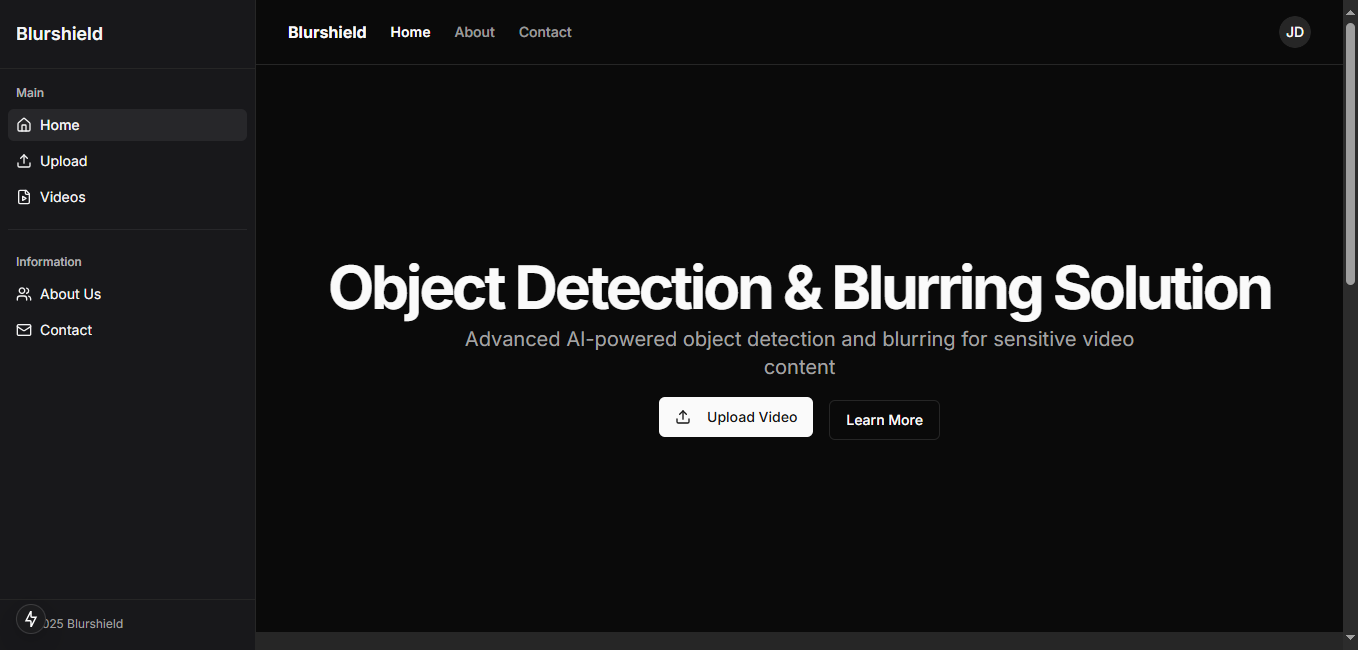 Blurshield
Main
Home
Upload
Videos
Information
About Us
Contact
025 Blurshield
Blurshield Home About Contact
JD
Object Detection & Blurring Solution
Advanced AI-powered object detection and blurring for sensitive video
content
Upload Video
Learn More